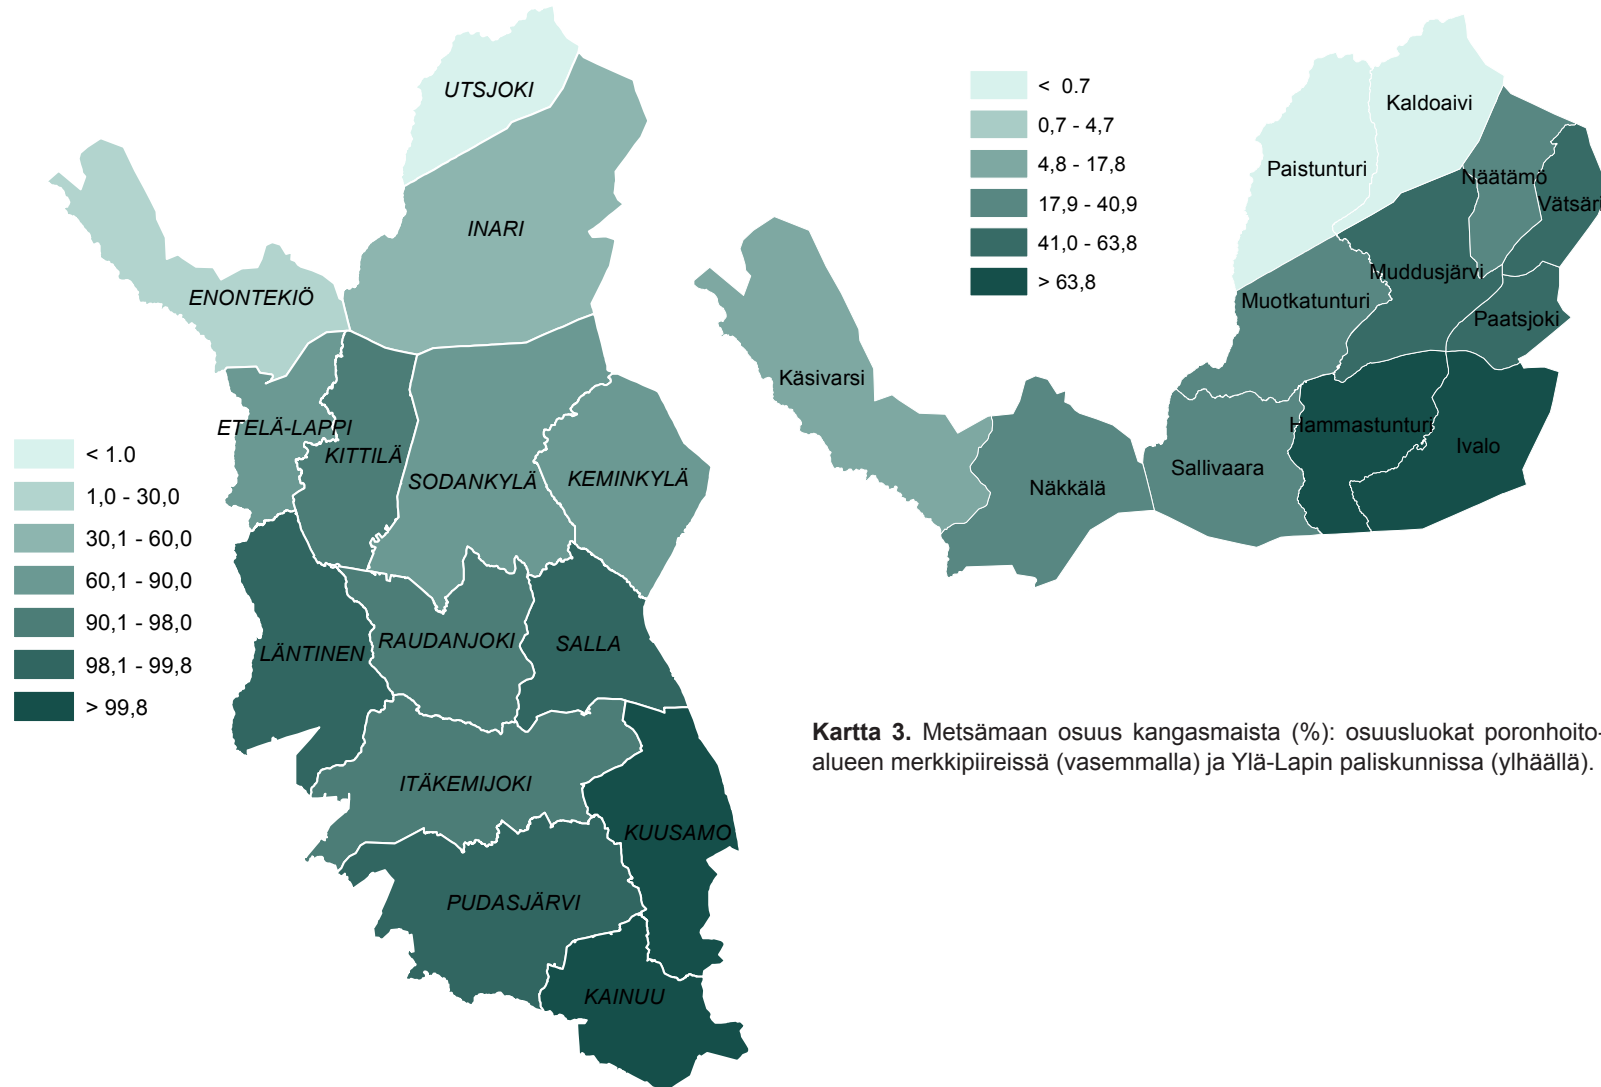 UTSJOKI
INARI
ENONTEKIÖ
ETELÄ-LAPPI
KITTILÄ
SODANKYLÄ
KEMINKYLÄ
LÄNTINEN
RAUDANJOKI
SALLA
ITÄKEMIJOKI
KUUSAMO
PUDASJÄRVI
KAINUU
< 1.0
1,0 - 30,0
30,1 - 60,0
60,1 - 90,0
90,1 - 98,0
98,1 - 99,8
> 99,8
< 0.7
0,7 - 4,7
4,8 - 17,8
17,9 - 40,9
41,0 - 63,8
> 63,8
Kaldoaivi
Paistunturi
Näätämö
Vätsäri
Muddusjärvi
Muotkatunturi
Paatsjoki
Käsivarsi
Hammastunturi
Ivalo
Sallivaara
Näkkälä
Kartta 3. Metsämaan osuus kangasmaista (%): osuusluokat poronhoito-
alueen merkkipiireissä (vasemmalla) ja Ylä-Lapin paliskunnissa (ylhäällä).